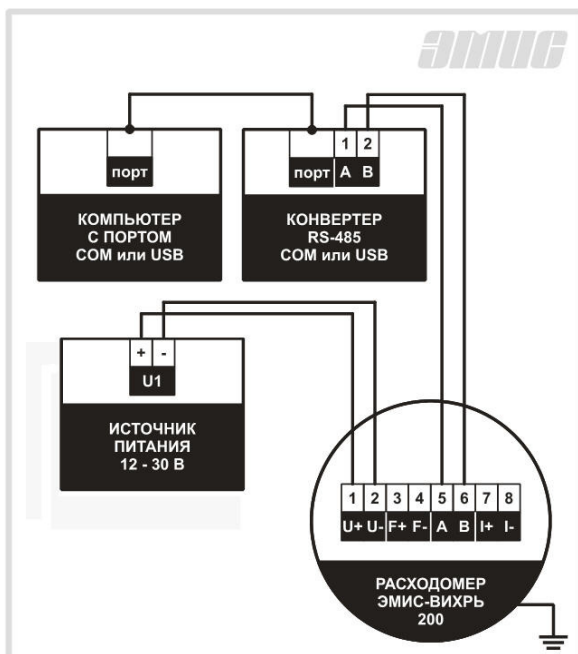 ЭМИС
порт
1 2
порт A B
КОМПЬЮТЕР
С ПОРТОМ
COM или USB
КОНВЕРТЕР
RS-485
COM или USB
+ -
U1
ИСТОЧНИК
ПИТАНИЯ
12 - 30 В
1 2 3 4 5 6 7 8
U+ U- F+ F- A B I+ I-
РАСХОДОМЕР
ЭМИС-ВИХРЬ
200